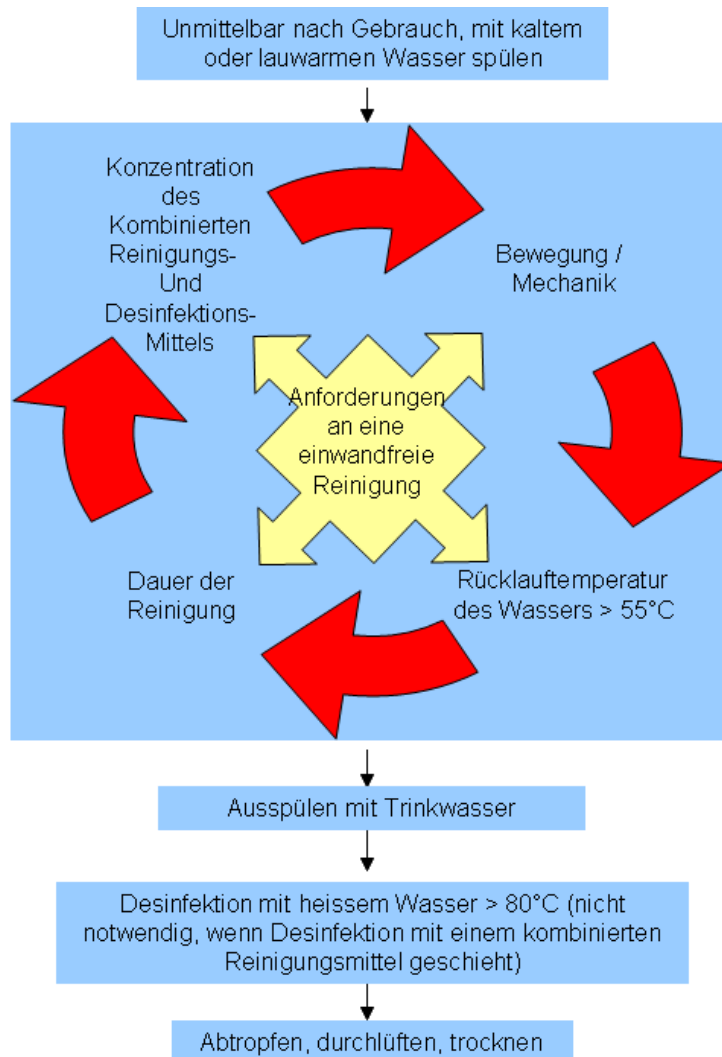 Unmittelbar nach Gebrauch, mit kaltem
oder lauwarmen Wasser spülen
Konzentration
des
Kombinierten
Reinigungs-
Und
Desinfektions-
Mittels
Bewegung /
Mechanik
Anforderungen
an eine
einwandfreie
Reinigung
Dauer der
Reinigung
Rücklauftemperatur
des Wassers > 55°C
Ausspülen mit Trinkwasser
Desinfektion mit heissem Wasser > 80°C (nicht
notwendig, wenn Desinfektion mit einem kombinierten
Reinigungsmittel geschieht)
Abtropfen, durchlüften, trocknen